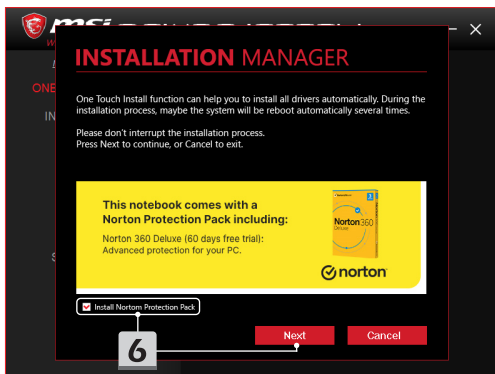 msi
ONE
IN
INSTALLATION MANAGER
One Touch Install function can help you to install all drivers automatically. During the
installation process, maybe the system will be reboot automatically several times.
Please don't interrupt the installation process.
Press Next to continue, or Cancel to exit.
This notebook comes with a
Norton Protection Pack including:
Norton 360 Deluxe (60 days free trial):
Advanced protection for your PC.
Norton 360
Deluxe
norton
Install Nortom Protection Pack
Next
Cancel
6